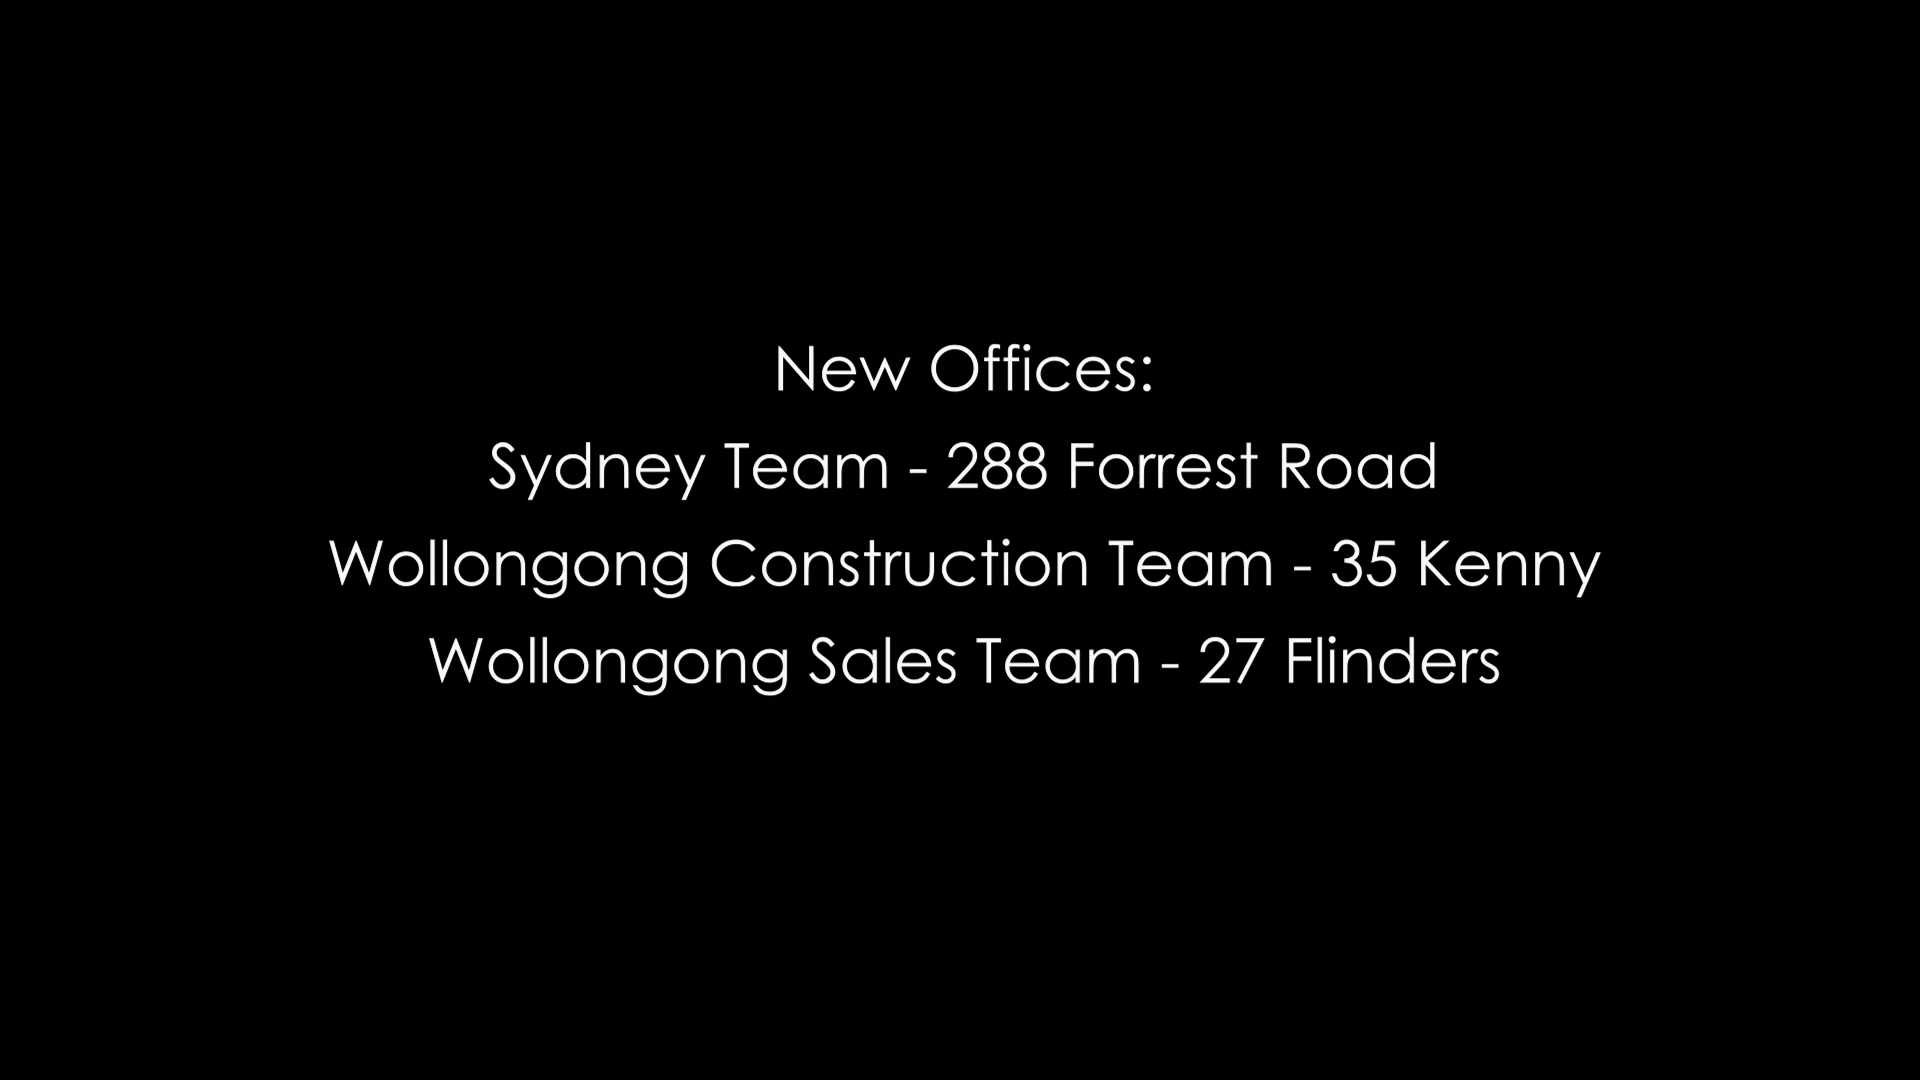 New Offices:
Sydney Team - 288 Forrest Road
Wollongong Construction Team - 35 Kenny
Wollongong Sales Team - 27 Flinders